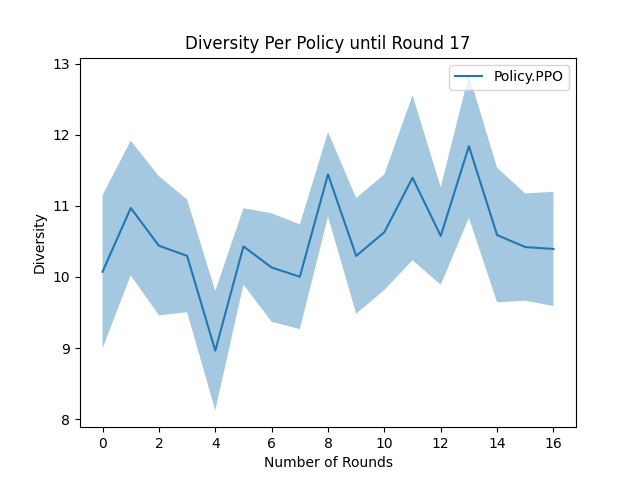 Diversity Per Policy until Round 17
Policy.PPO
13
12
11
10
9
8
Diversity
0 2 4 6 8 10 12 14 16
Number of Rounds